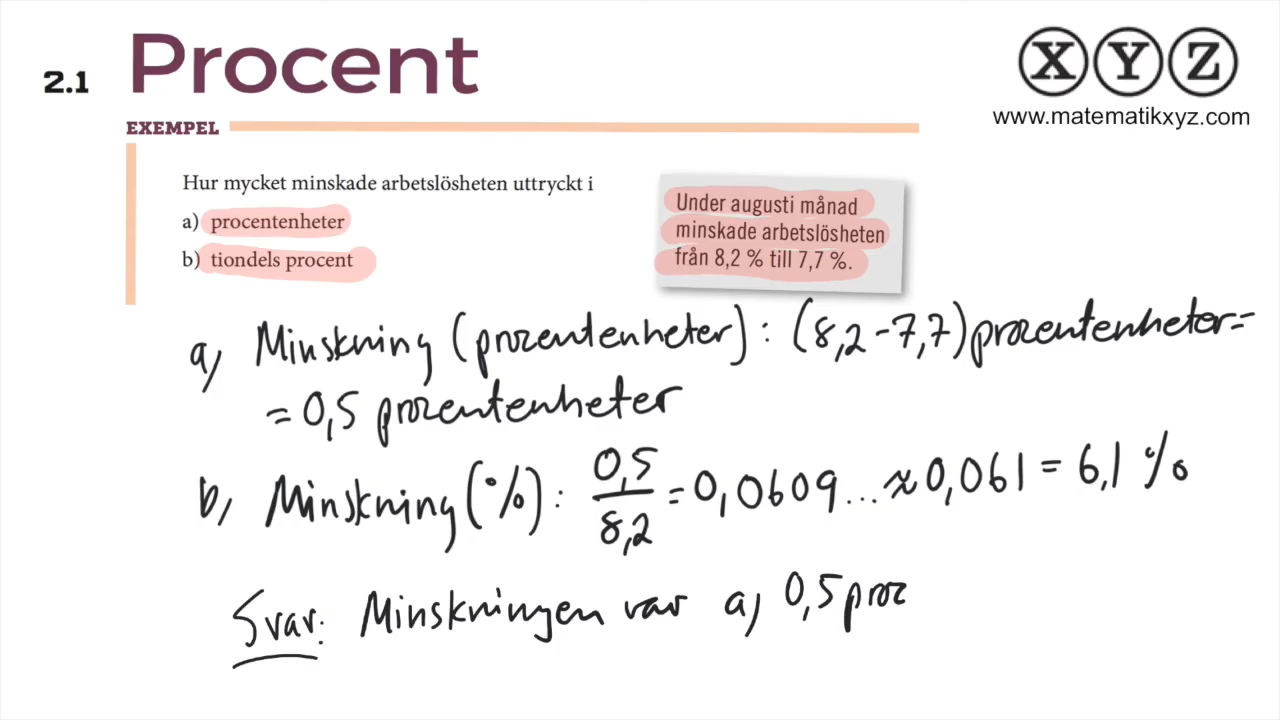 2.1 Procent
XYZ
www.matematikxyz.com
EXEMPEL
Hur mycket minskade arbetslösheten uttryckt i
a) procentenheter
b) tiondels procent
Under augusti månad
minskade arbetslösheten
från 8,2 % till 7,7 %.
a) Minskning (procentenheter): (8,2-7,7) procentenheter=
= 0,5 procentenheter
b) Minskning (%): 0,5/8,2 = 0,0609... ≈ 0,061 = 6,1 %
Svar: Minskningen var a) 0,5 proc